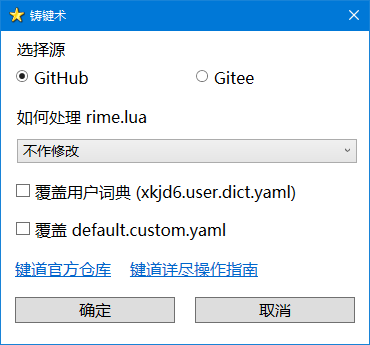 铸键术
选择源
GitHub Gitee
如何处理 rime.lua
不作修改
覆盖用户词典 (xkjd6.user.dict.yaml)
覆盖 default.custom.yaml
键道官方仓库 键道详尽操作指南
确定 取消